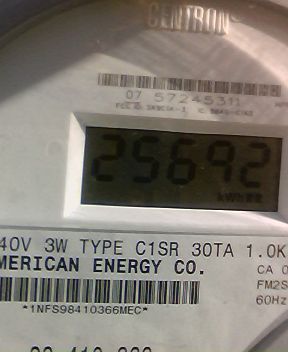 CENTRON
07 57245311
25692
40V 3W TYPE C1SR 30TA 1.0K
MERICAN ENERGY CO.
CA 0
FM2S
60Hz
*1NFS98410366MEC*